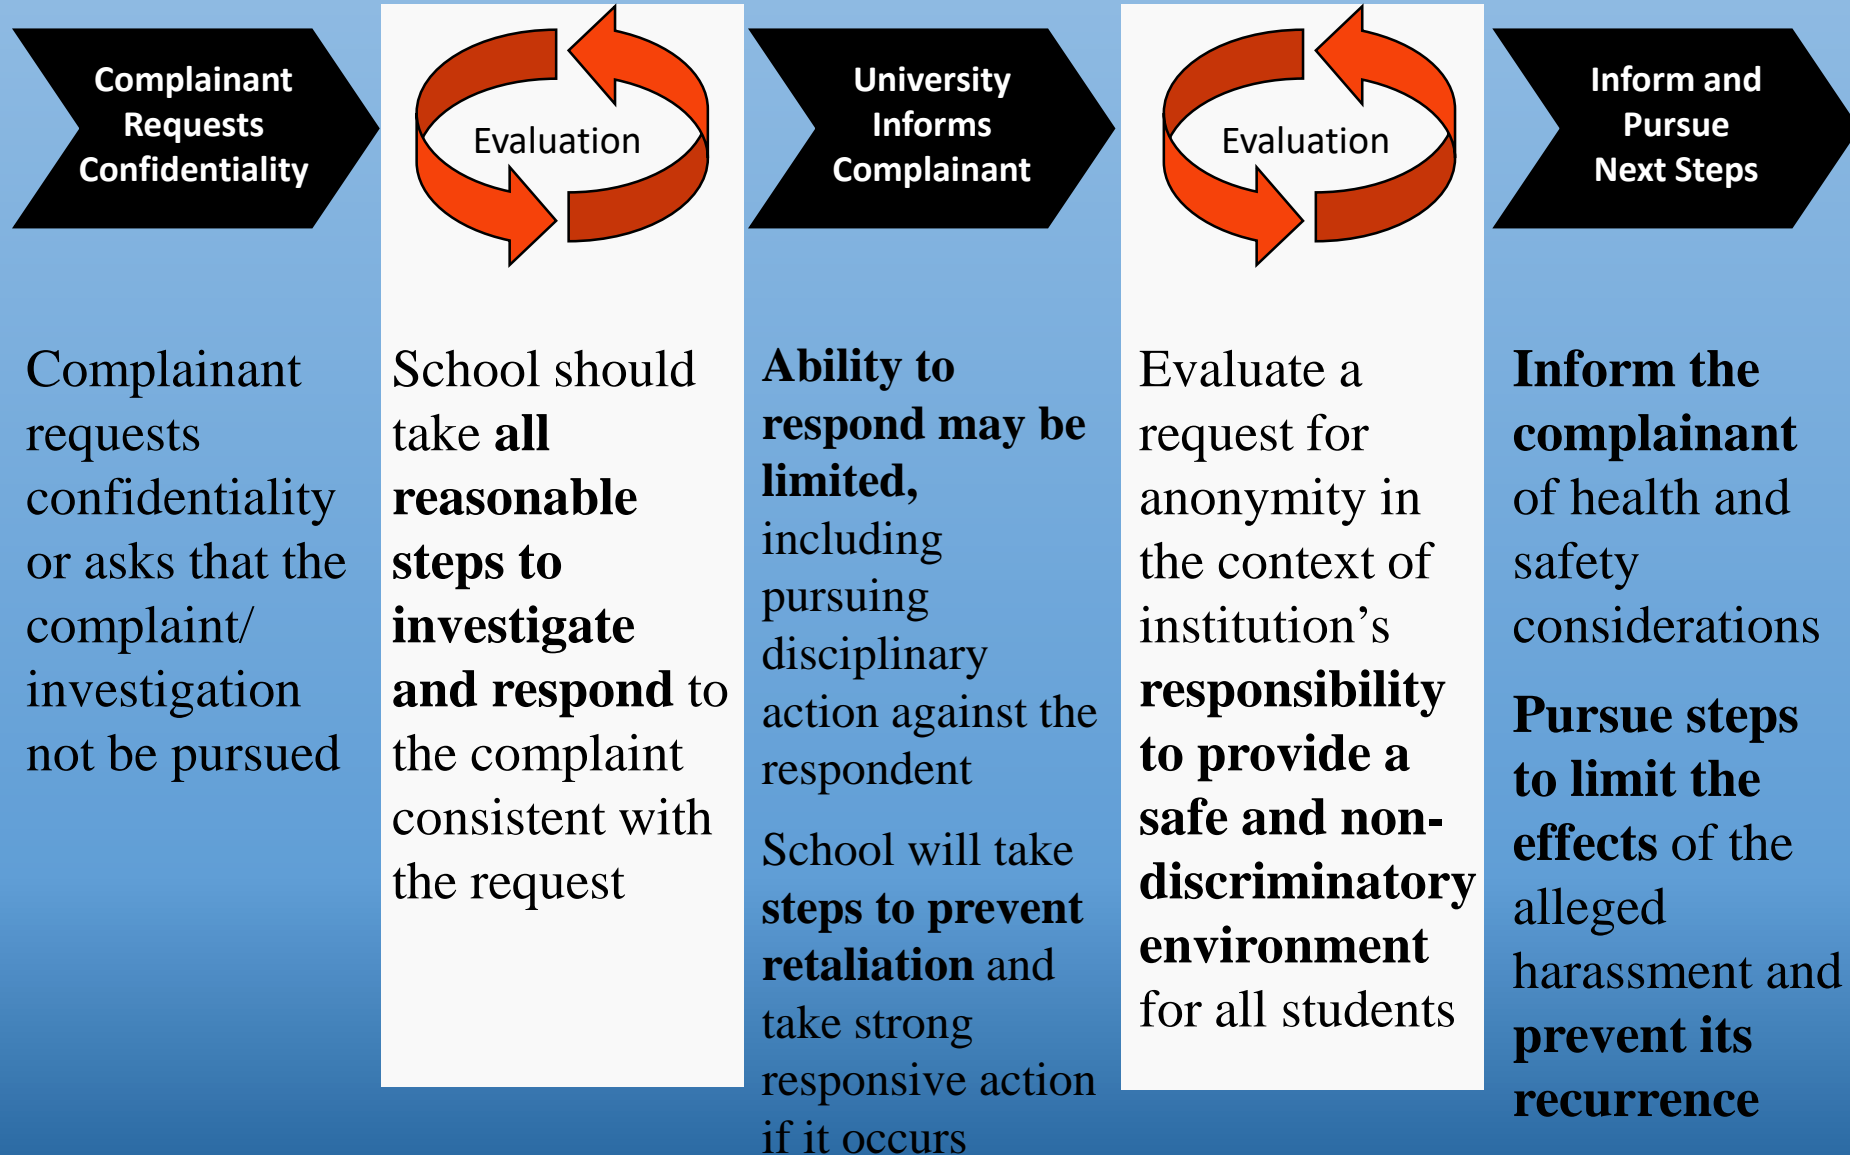 Complainant
Requests
Confidentiality
Complainant
requests
confidentiality
or asks that the
complaint/
investigation
not be pursued
Evaluation
School should
take all
reasonable
steps to
investigate
and respond to
the complaint
consistent with
the request
University
Informs
Complainant
Ability to
respond may be
limited,
including
pursuing
disciplinary
action against the
respondent
School will take
steps to prevent
retaliation and
take strong
responsive action
if it occurs
Evaluation
Evaluate a
request for
anonymity in
the context of
institution’s
responsibility
to provide a
safe and non-
discriminatory
environment
for all students
Inform and
Pursue
Next Steps
Inform the
complainant
of health and
safety
considerations
Pursue steps
to limit the
effects of the
alleged
harassment and
prevent its
recurrence